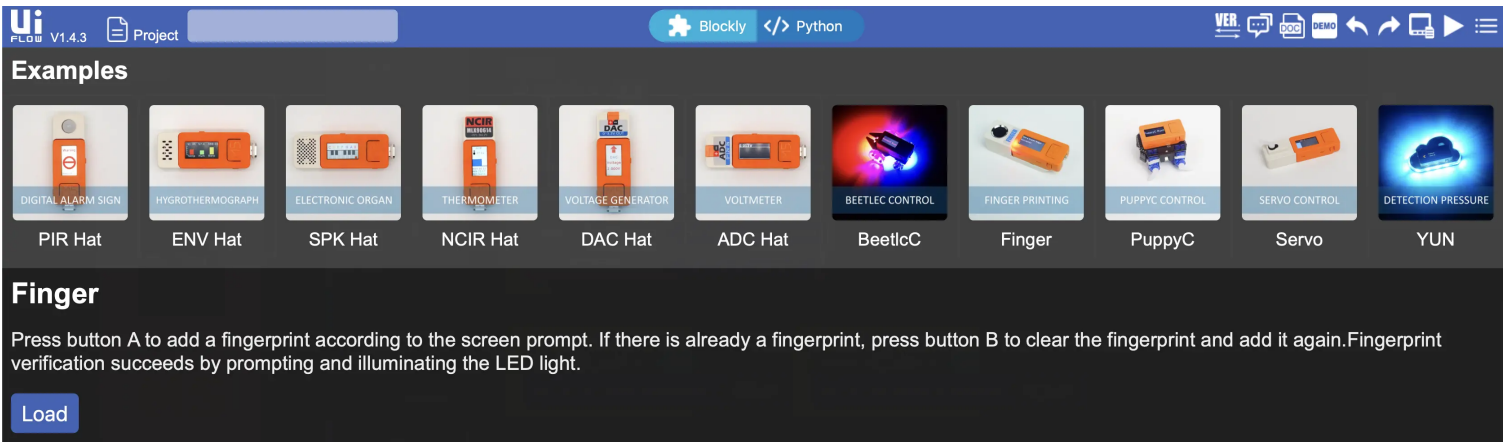 Ui
FLOW V1.4.3 Project Blockly </> Python VER. DOC DEMO
Examples
NCIR
DAC
ADC
DIGITAL ALARM SIGN HYGROTHERMOGRAPH ELECTRONIC ORGAN THERMOMETER VOLTAGE GENERATOR VOLTMETER BEETLEC CONTROL FINGER PRINTING PUPPYC CONTROL SERVO CONTROL DETECTION PRESSURE
PIR Hat ENV Hat SPK Hat NCIR Hat DAC Hat ADC Hat BeetlcC Finger PuppyC Servo YUN
Finger
Press button A to add a fingerprint according to the screen prompt. If there is already a fingerprint, press button B to clear the fingerprint and add it again.Fingerprint
verification succeeds by prompting and illuminating the LED light.
Load